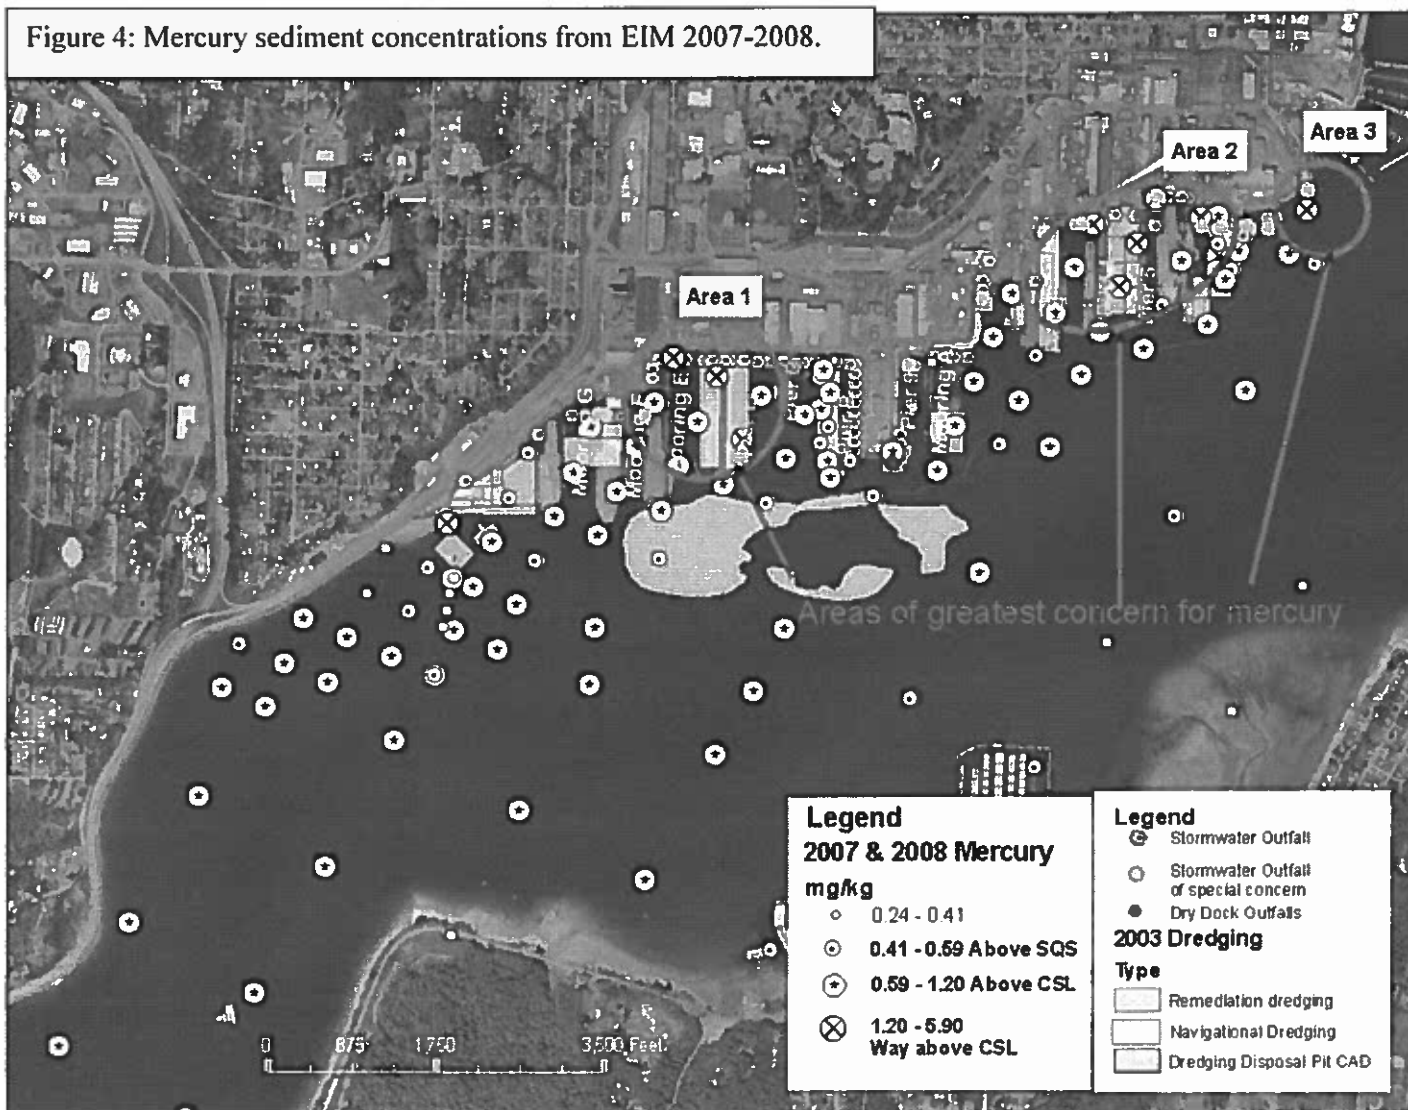 Figure 4: Mercury sediment concentrations from EIM 2007-2008.
Area 3
Area 2
Area 1
Areas of greatest concern for mercury
Legend
2007 & 2008 Mercury
mg/kg
0.24 - 0.41
0.41 - 0.59 Above SQS
0.59 - 1.20 Above CSL
1.20 - 5.90
Way above CSL
Legend
Stormwater Outfall
Stormwater Outfall
of special concern
Dry Dock Outfalls
2003 Dredging
Type
Remediation dredging
Navigational Dredging
Dredging Disposal Pit CAD
0 875 1,750 3,500 Feet
Mooring A